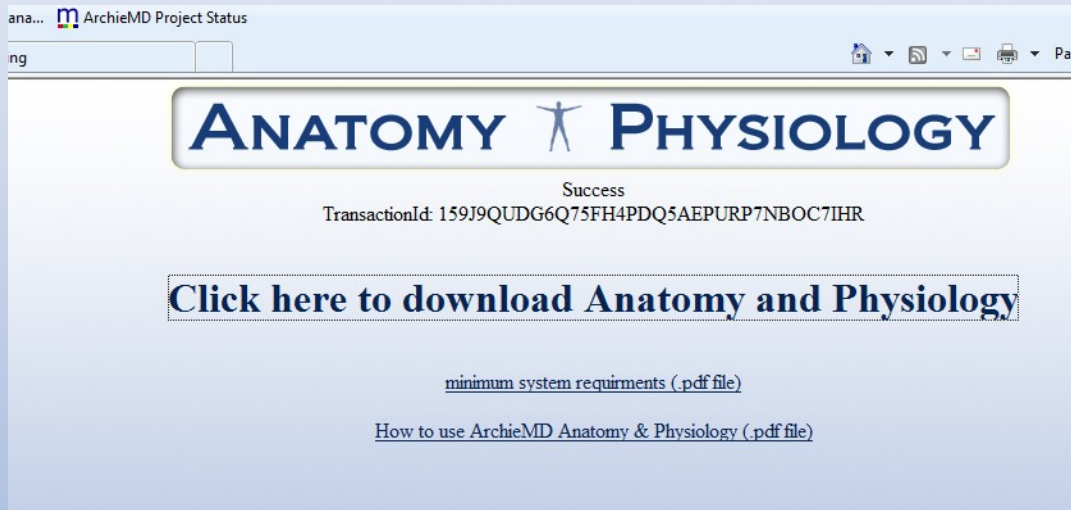 ana... ArchieMD Project Status
ing
Pa
ANATOMY PHYSIOLOGY
Success
TransactionId: 159J9QUDG6Q75FH4PDQ5AEPURP7NBOC7IHR
Click here to download Anatomy and Physiology
minimum system requirments (.pdf file)
How to use ArchieMD Anatomy & Physiology (.pdf file)